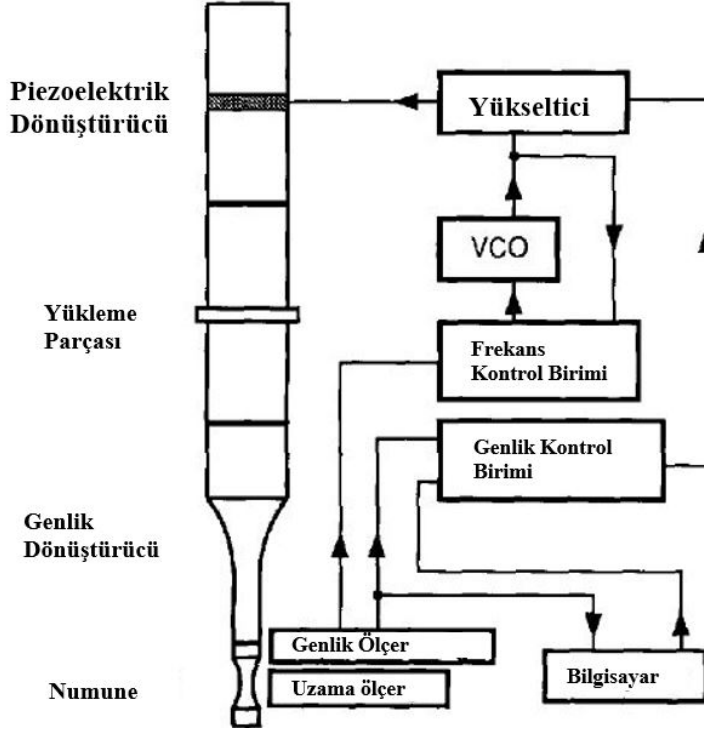 Piezoelektrik
Dönüştürücü
Yükseltici
VCO
Yükleme
Parçası
Frekans
Kontrol Birimi
Genlik Kontrol
Birimi
Genlik
Dönüştürücü
Genlik Ölçer
Bilgisayar
Numune
Uzama ölçer